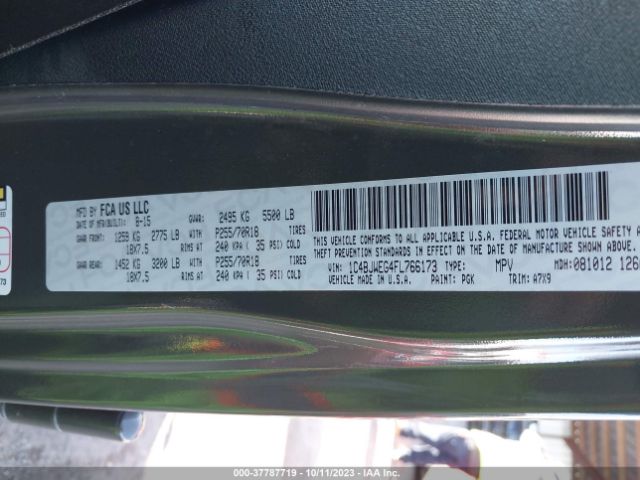 MFD BY FCA US LLC
DATE OF MFR(BUILT): 8-15 GVWR: 2495 KG 5500 LB
GAWR FRONT: 1259 KG 2775 LB WITH P255/70R18 TIRES
18X7.5 RIMS AT 240 KPA( 35 PSI) COLD
GAWR REAR: 1452 KG 3200 LB WITH P255/70R18 TIRES
18X7.5 RIMS AT 240 KPA( 35 PSI) COLD
THIS VEHICLE CONFORMS TO ALL APPLICABLE U.S.A. FEDERAL MOTOR VEHICLE SAFETY
THEFT PREVENTION STANDARDS IN EFFECT ON THE DATE OF MANUFACTURE SHOWN ABOVE
VIN: 1C4BJWEG4FL766173 TYPE: MPV MDH: 081012 126
VEHICLE MADE IN U.S.A. PAINT: PGK TRIM: A7X9
73
00-37787719 - 10/11/2023 - IAA Inc.